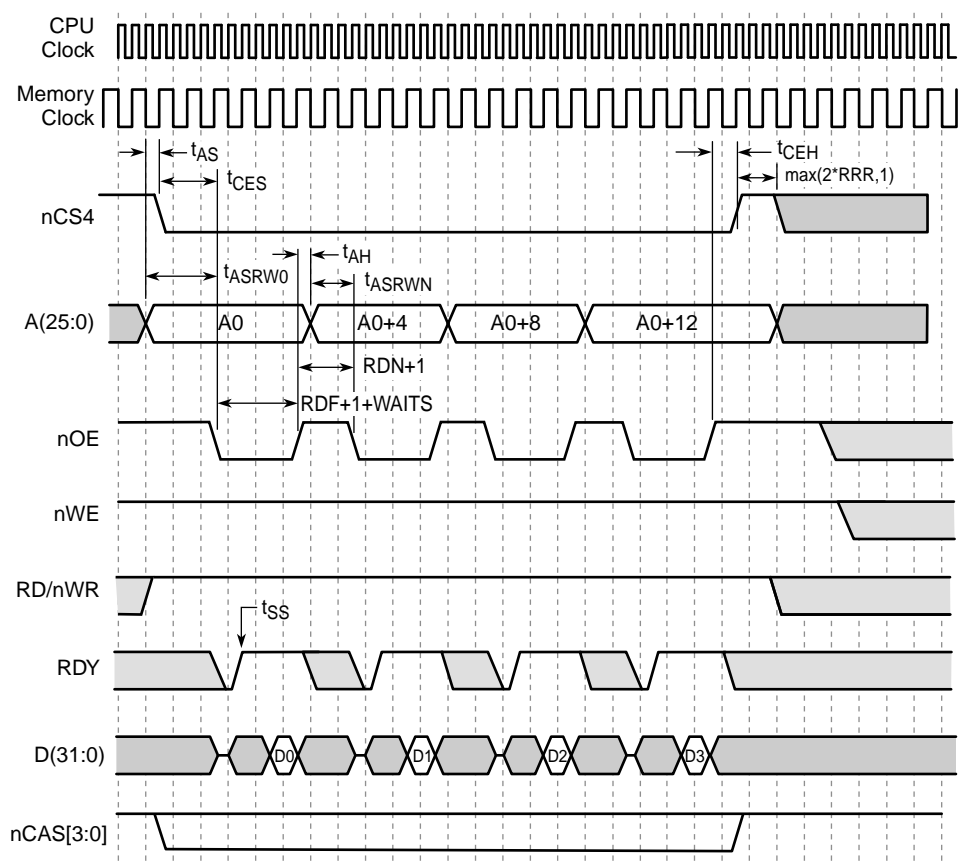 CPU
Clock
Memory
Clock
tAS
tCES
tCEH
max(2*RRR,1)
nCS4
tAH
tASRW0
tASRWN
A(25:0)
A0
A0+4
A0+8
A0+12
RDN+1
RDF+1+WAITS
nOE
nWE
RD/nWR
tSS
RDY
D(31:0)
D0
D1
D2
D3
nCAS[3:0]